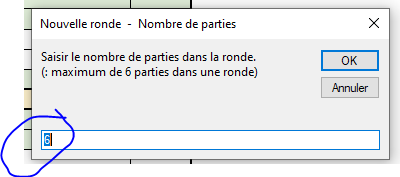 Nouvelle ronde - Nombre de parties
Saisir le nombre de parties dans la ronde.
(: maximum de 6 parties dans une ronde)
OK
Annuler
6